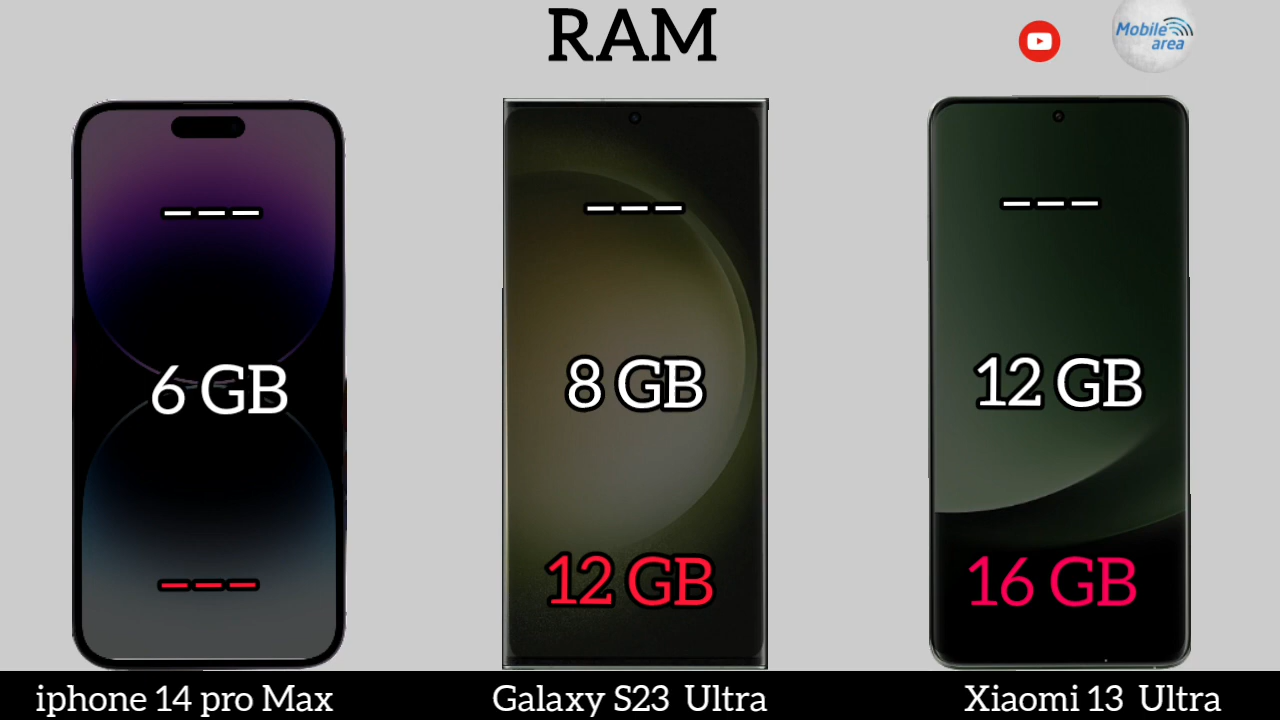 RAM
Mobile
area
--- --- ---
6 GB 8 GB 12 GB
--- 12 GB 16 GB
iphone 14 pro Max Galaxy S23 Ultra Xiaomi 13 Ultra